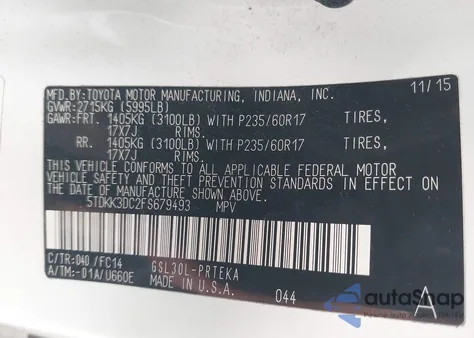 MFD.BY:TOYOTA MOTOR MANUFACTURING, INDIANA, INC. 11/15
GVWR:2715KG (5995LB)
GAWR:FRT. 1405KG (3100LB) WITH P235/60R17 TIRES,
17X7J RIMS.
RR. 1405KG (3100LB) WITH P235/60R17 TIRES,
17X7J RIMS.
THIS VEHICLE CONFORMS TO ALL APPLICABLE FEDERAL MOTOR
VEHICLE SAFETY AND THEFT PREVENTION STANDARDS IN EFFECT ON THE
DATE OF MANUFACTURE SHOWN ABOVE.
5TDKK3DC2FS679493 MPV
C/TR:040 /FC14 GSL30L-PRTEKA
A/TM:-01A/U660E MADE IN U.S.A. 044 A
autoSnap